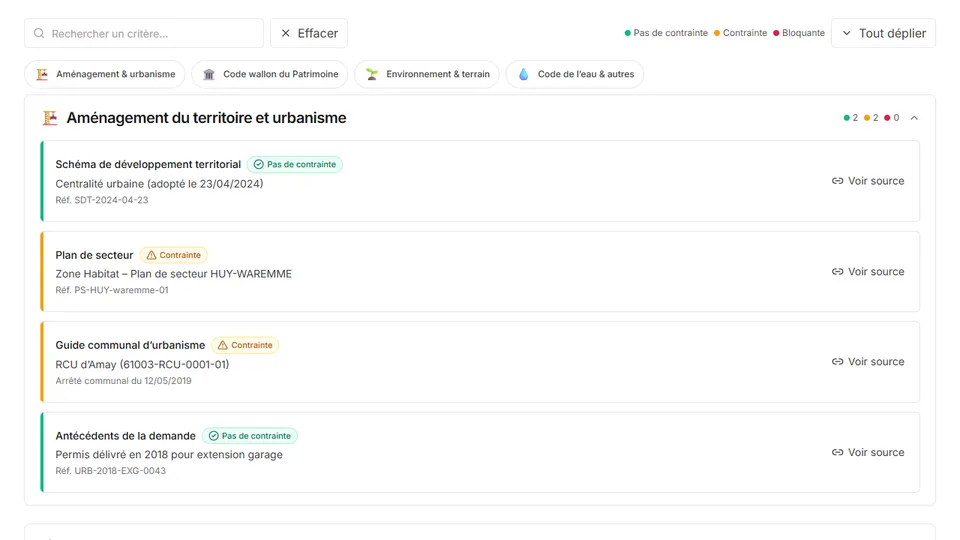 Rechercher un critère...
Effacer
Pas de contrainte
Contrainte
Bloquante
Tout déplier
Aménagement & urbanisme
Code wallon du Patrimoine
Environnement & terrain
Code de l’eau & autres
Aménagement du territoire et urbanisme
2 2 0
Schéma de développement territorial Pas de contrainte
Centralité urbaine (adopté le 23/04/2024)
Réf. SDT-2024-04-23
Voir source
Plan de secteur Contrainte
Zone Habitat – Plan de secteur HUY-WAREMME
Réf. PS-HUY-waremme-01
Voir source
Guide communal d’urbanisme Contrainte
RCU d’Amay (61003-RCU-0001-01)
Arrêté communal du 12/05/2019
Voir source
Antécédents de la demande Pas de contrainte
Permis délivré en 2018 pour extension garage
Réf. URB-2018-EXG-0043
Voir source